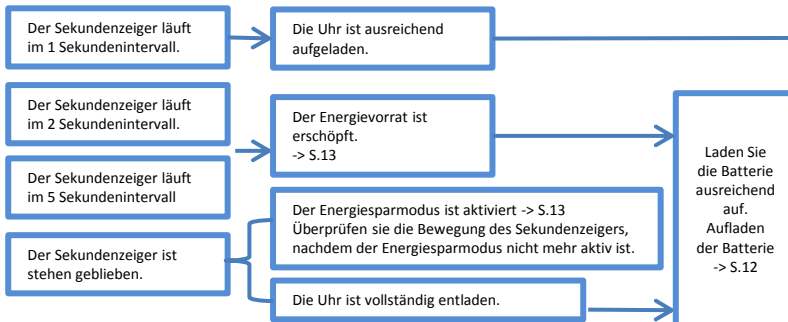 Der Sekundenzeiger läuft
im 1 Sekundenintervall.
Die Uhr ist ausreichend
aufgeladen.
Der Sekundenzeiger läuft
im 2 Sekundenintervall.
Der Sekundenzeiger läuft
im 5 Sekundenintervall
Der Energievorrat ist
erschöpft.
-> S.13
Der Sekundenzeiger ist
stehen geblieben.
Der Energiesparmodus ist aktiviert -> S.13
Überprüfen sie die Bewegung des Sekundenzeigers,
nachdem der Energiesparmodus nicht mehr aktiv ist.
Die Uhr ist vollständig entladen.
Laden Sie
die Batterie
ausreichend
auf.
Aufladen
der Batterie
-> S.12